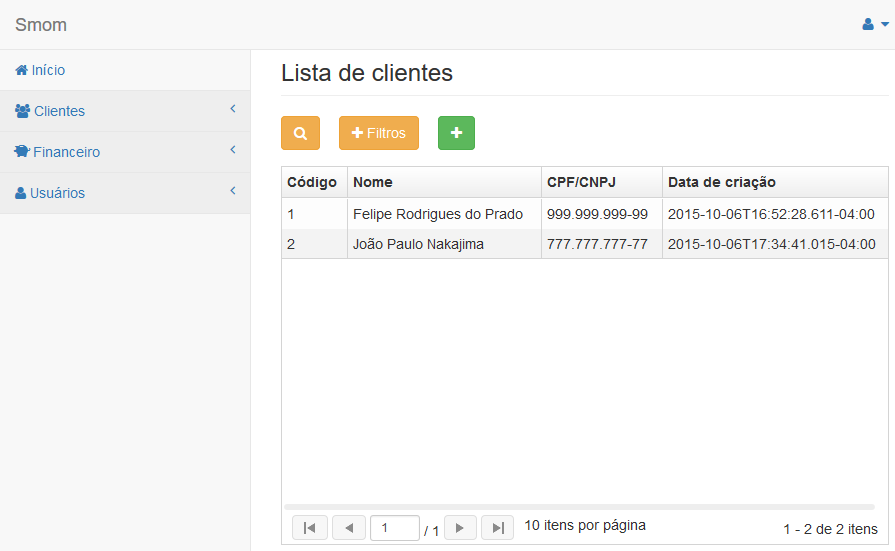 Smom
Início
Clientes
Financeiro
Usuários
Lista de clientes
Filtros
Código Nome CPF/CNPJ Data de criação
1 Felipe Rodrigues do Prado 999.999.999-99 2015-10-06T16:52:28.611-04:00
2 João Paulo Nakajima 777.777.777-77 2015-10-06T17:34:41.015-04:00
1 / 1 10 itens por página 1 - 2 de 2 itens